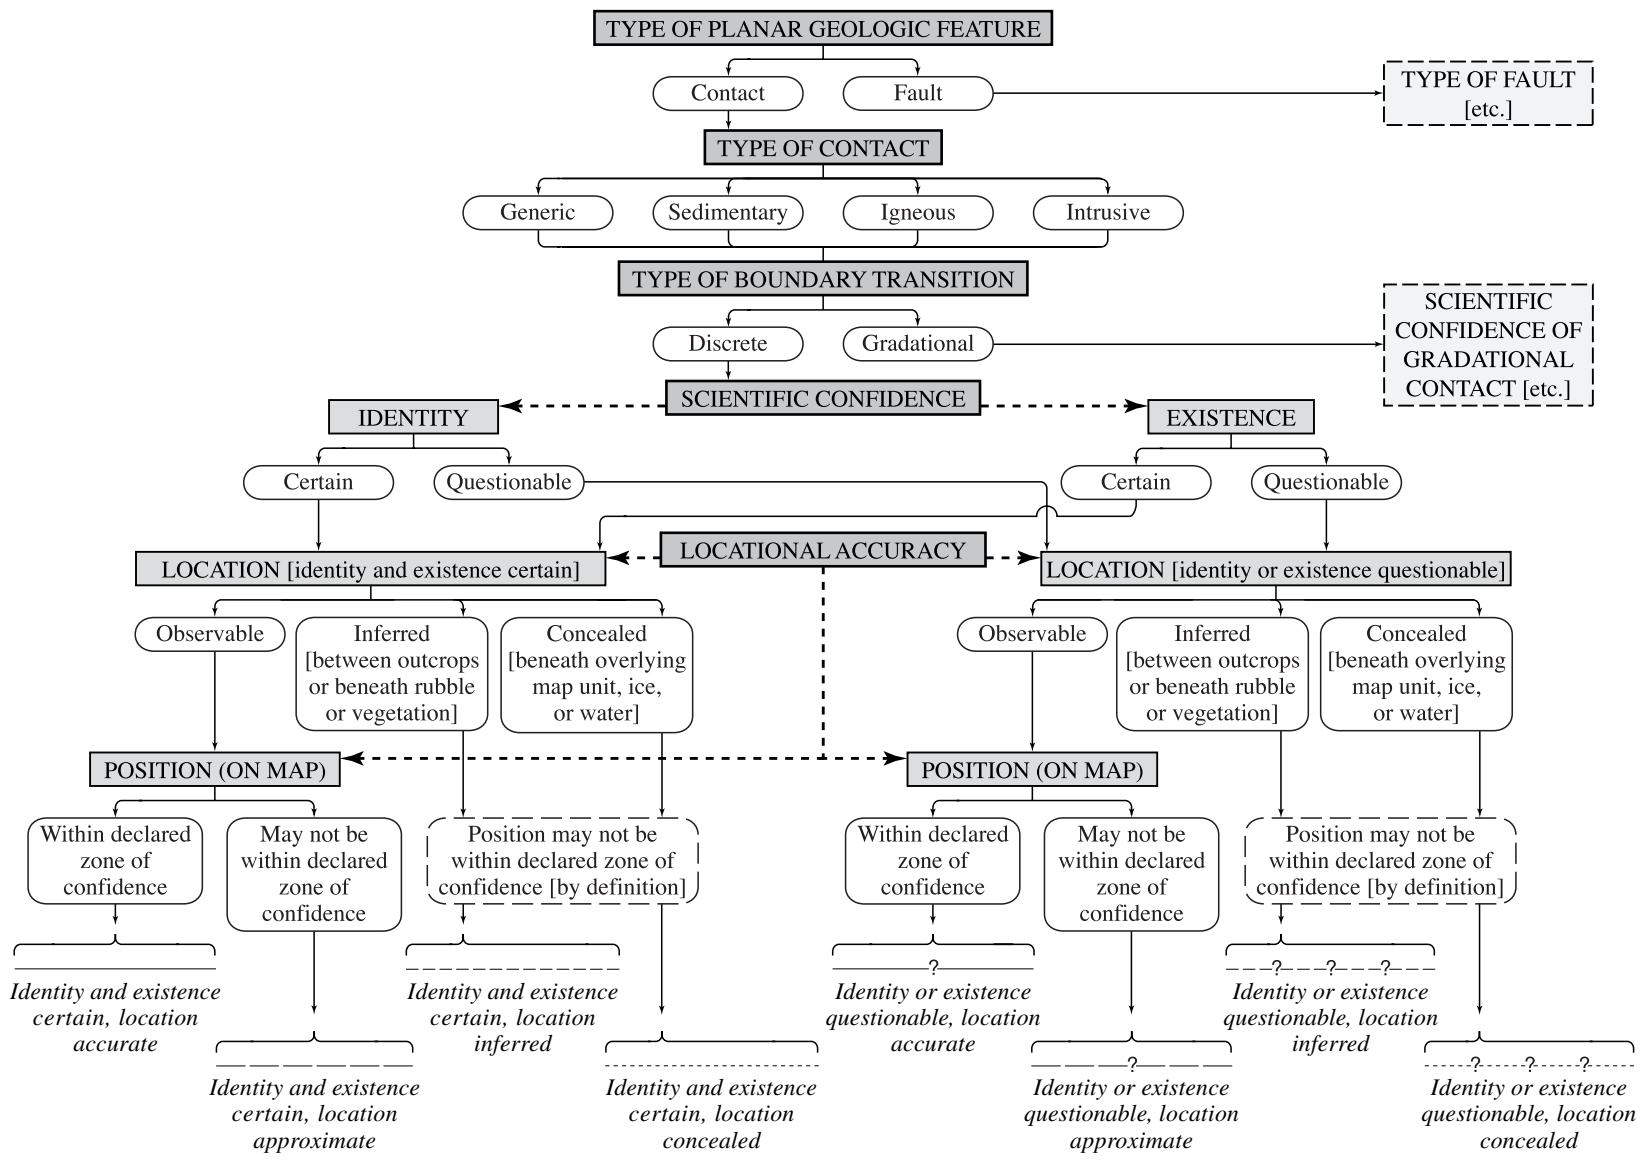 TYPE OF PLANAR GEOLOGIC FEATURE
Contact
Fault
TYPE OF FAULT
[etc.]
TYPE OF CONTACT
Generic
Sedimentary
Igneous
Intrusive
TYPE OF BOUNDARY TRANSITION
Discrete
Gradational
SCIENTIFIC
CONFIDENCE OF
GRADATIONAL
CONTACT [etc.]
SCIENTIFIC CONFIDENCE
IDENTITY
EXISTENCE
Certain
Questionable
Certain
Questionable
LOCATIONAL ACCURACY
LOCATION [identity and existence certain]
LOCATION [identity or existence questionable]
Observable
Inferred
[between outcrops
or beneath rubble
or vegetation]
Concealed
[beneath overlying
map unit, ice,
or water]
Observable
Inferred
[between outcrops
or beneath rubble
or vegetation]
Concealed
[beneath overlying
map unit, ice,
or water]
POSITION (ON MAP)
POSITION (ON MAP)
Within declared
zone of
confidence
May not be
within declared
zone of
confidence
Position may not be
within declared zone of
confidence [by definition]
Within declared
zone of
confidence
May not be
within declared
zone of
confidence
Position may not be
within declared zone of
confidence [by definition]
Identity and existence
certain, location
accurate
Identity and existence
certain, location
approximate
Identity and existence
certain, location
inferred
Identity and existence
certain, location
concealed
?
Identity or existence
questionable, location
accurate
?
Identity or existence
questionable, location
approximate
? ? ?
Identity or existence
questionable, location
inferred
? ? ?
Identity or existence
questionable, location
concealed